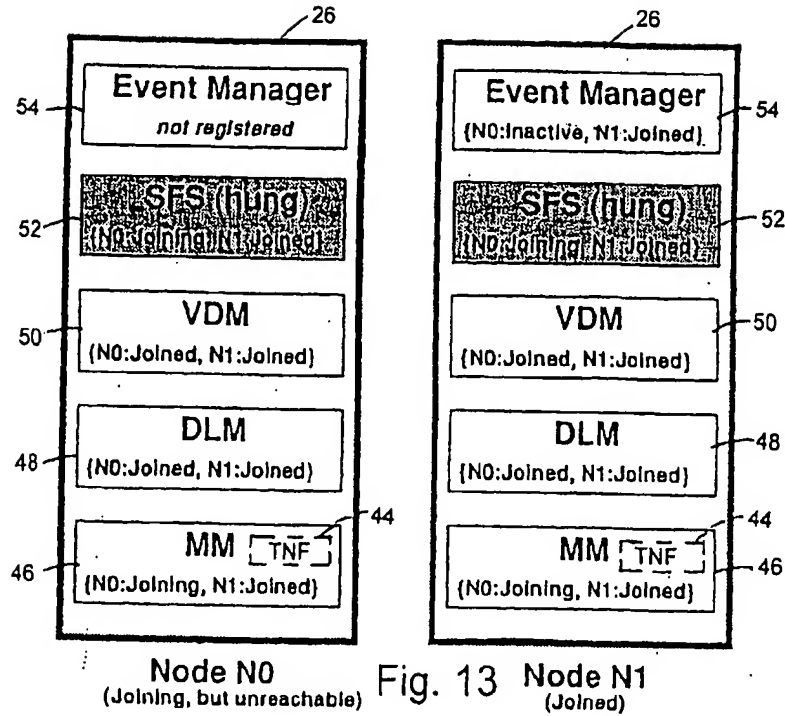 26
54
Event Manager
not registered
52
SFS (hung)
{N0:Joining, N1:Joined}
50
VDM
{N0:Joined, N1:Joined}
48
DLM
{N0:Joined, N1:Joined}
44
46
MM
TNF
{N0:Joining, N1:Joined}
Node N0
(Joining, but unreachable)
26
Event Manager
54
{N0:Inactive, N1:Joined}
SFS (hung)
52
{N0:Joining N1:Joined}
VDM
50
{N0:Joined, N1:Joined}
DLM
48
{N0:Joined, N1:Joined}
44
MM
TNF
46
{N0:Joining, N1:Joined}
Fig. 13
Node N1
(Joined)